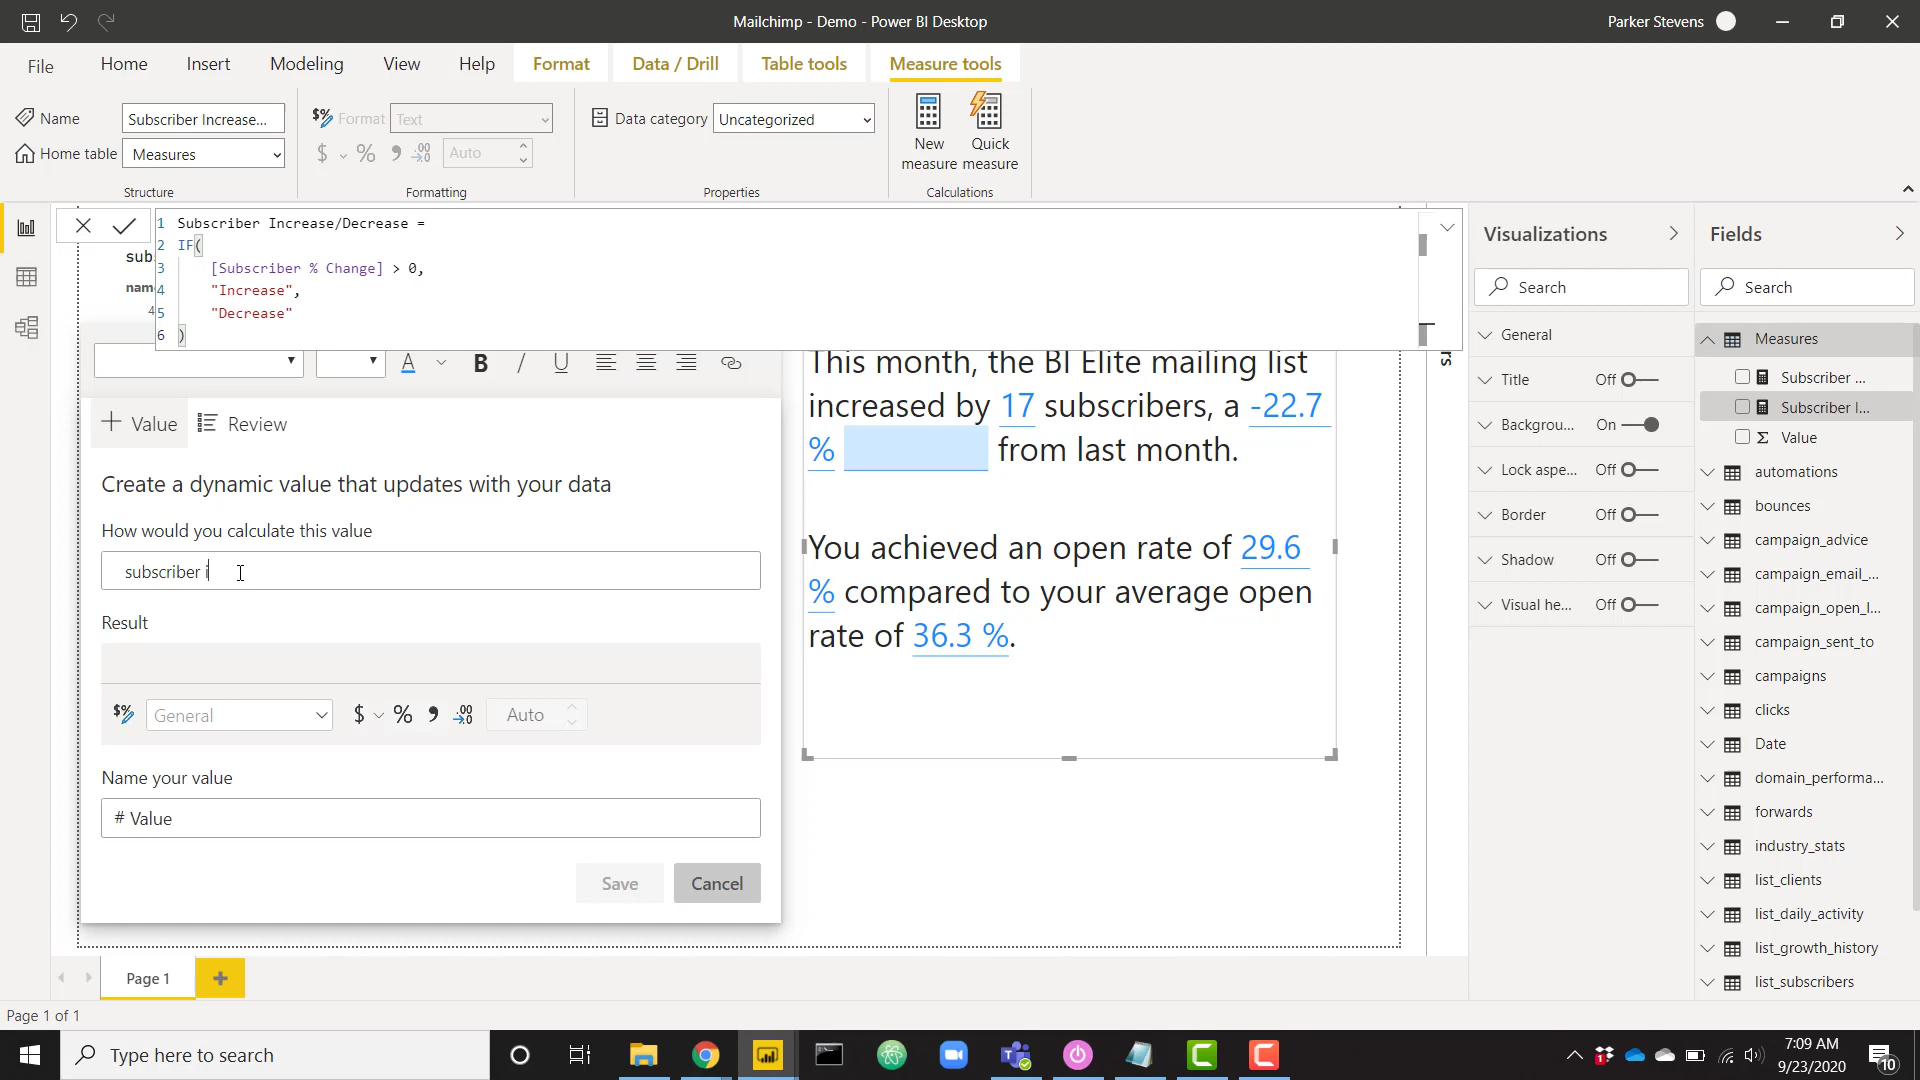 Mailchimp - Demo - Power BI Desktop
Parker Stevens
File
Home
Insert
Modeling
View
Help
Format
Data / Drill
Table tools
Measure tools
Name
Subscriber Increase...
Home table
Measures
Structure
Format
Text
$
%
Auto
Formatting
Data category
Uncategorized
Properties
New
measure
Quick
measure
Calculations
1 Subscriber Increase/Decrease =
2 IF(
3 [Subscriber % Change] > 0,
4 "Increase",
5 "Decrease"
6 )
subs
nam
4
A
B
I
U
Value
Review
Create a dynamic value that updates with your data
How would you calculate this value
subscriber i
Result
General
$
%
Auto
Name your value
# Value
Save
Cancel
This month, the BI Elite mailing list
increased by 17 subscribers, a -22.7
% from last month.
You achieved an open rate of 29.6
% compared to your average open
rate of 36.3 %.
rs
Visualizations
Search
General
Title Off
Backgrou... On
Lock aspe... Off
Border Off
Shadow Off
Visual he... Off
Fields
Search
Measures
Subscriber ...
Subscriber I...
Value
automations
bounces
campaign_advice
campaign_email_...
campaign_open_l...
campaign_sent_to
campaigns
clicks
Date
domain_performa...
forwards
industry_stats
list_clients
list_daily_activity
list_growth_history
list_subscribers
Page 1
Page 1 of 1
Type here to search
7:09 AM
9/23/2020
10